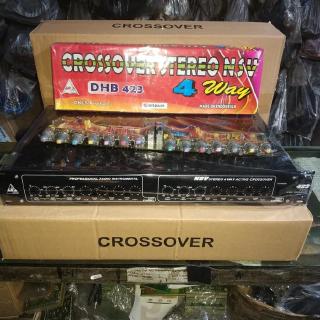 CROSSOVER STEREO NSV
DHB 423
4 Way
MADE IN INDONESIA
PROFESSIONAL AUDIO INSTRUMENTAL
NSV STEREO 4 WAY ACTIVE CROSSOVER
CROSSOVER